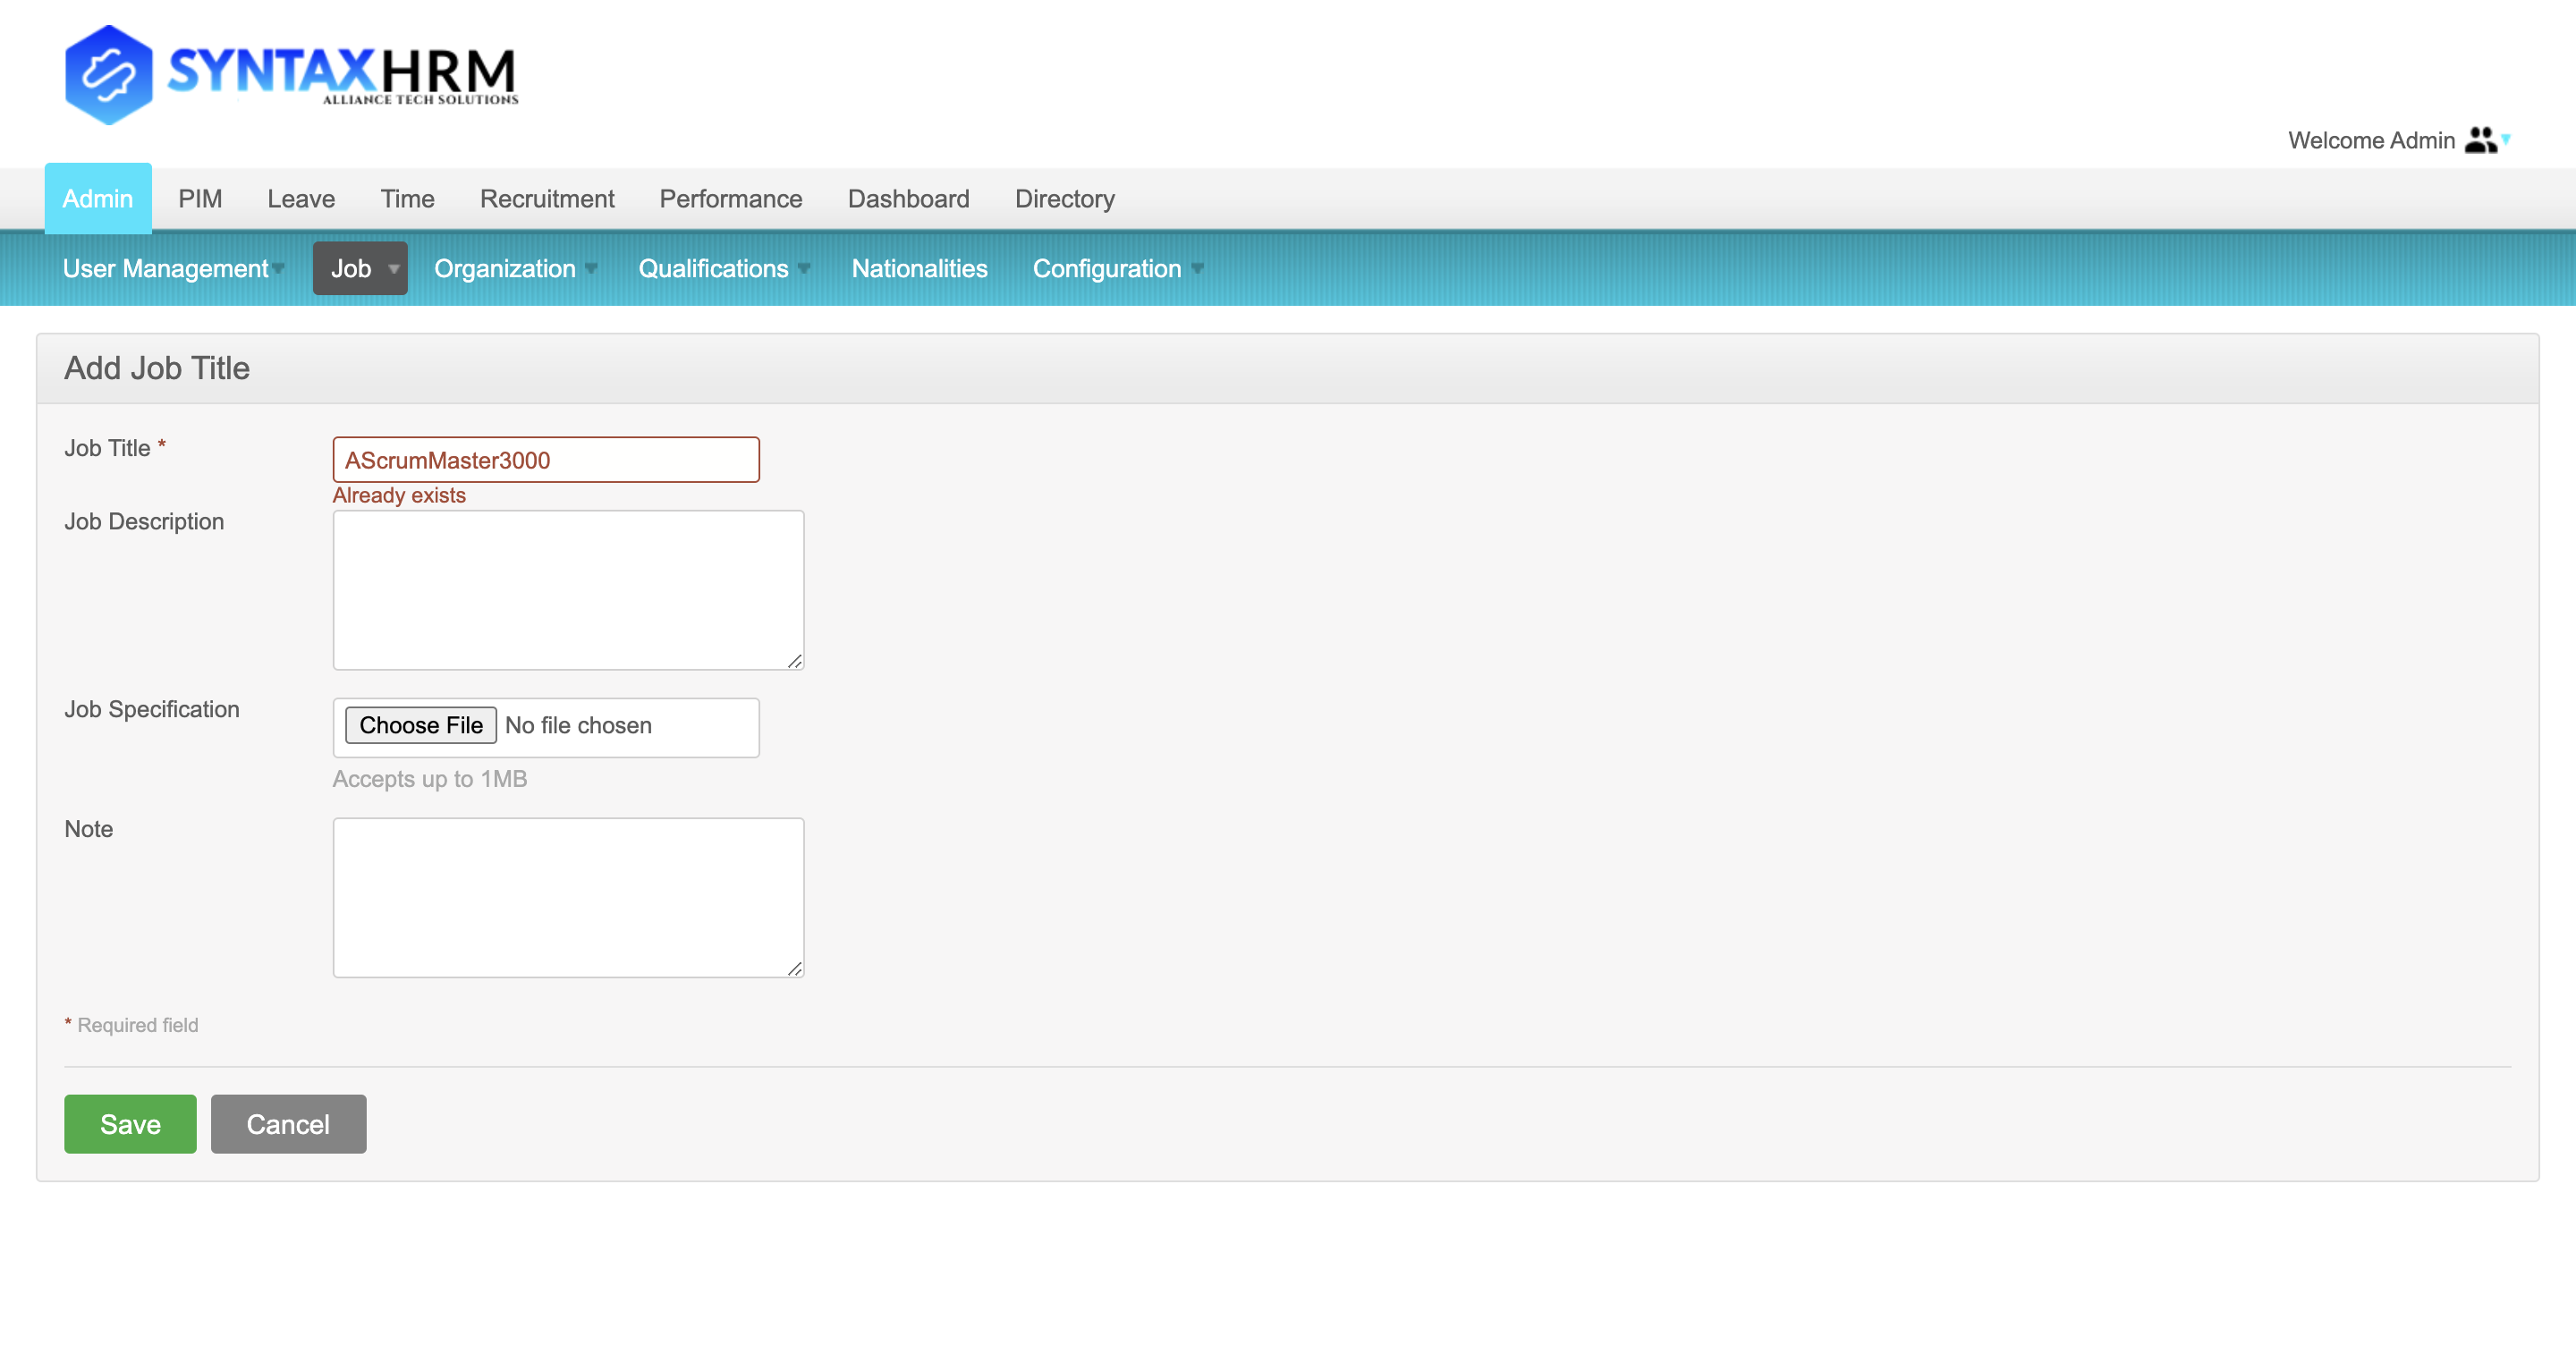 SYNTAXHRM
ALLIANCE TECH SOLUTIONS
Welcome Admin
Admin PIM Leave Time Recruitment Performance Dashboard Directory
User Management Job Organization Qualifications Nationalities Configuration
Add Job Title
Job Title * AScrumMaster3000
Already exists
Job Description
Job Specification Choose File No file chosen
Accepts up to 1MB
Note
* Required field
Save Cancel